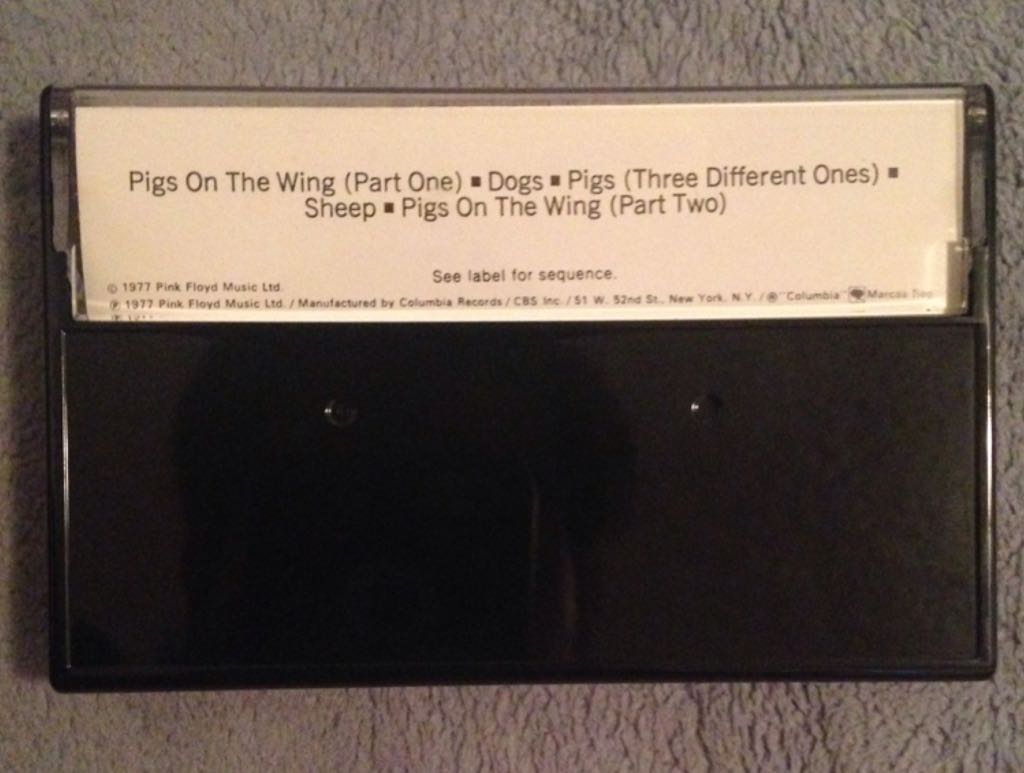 Pigs On The Wing (Part One) ■ Dogs ■ Pigs (Three Different Ones) ■
Sheep ■ Pigs On The Wing (Part Two)
See label for sequence.
© 1977 Pink Floyd Music Ltd.
℗ 1977 Pink Floyd Music Ltd. / Manufactured by Columbia Records / CBS Inc. / 51 W. 52nd St., New York, N.Y. / ® "Columbia" Marcas